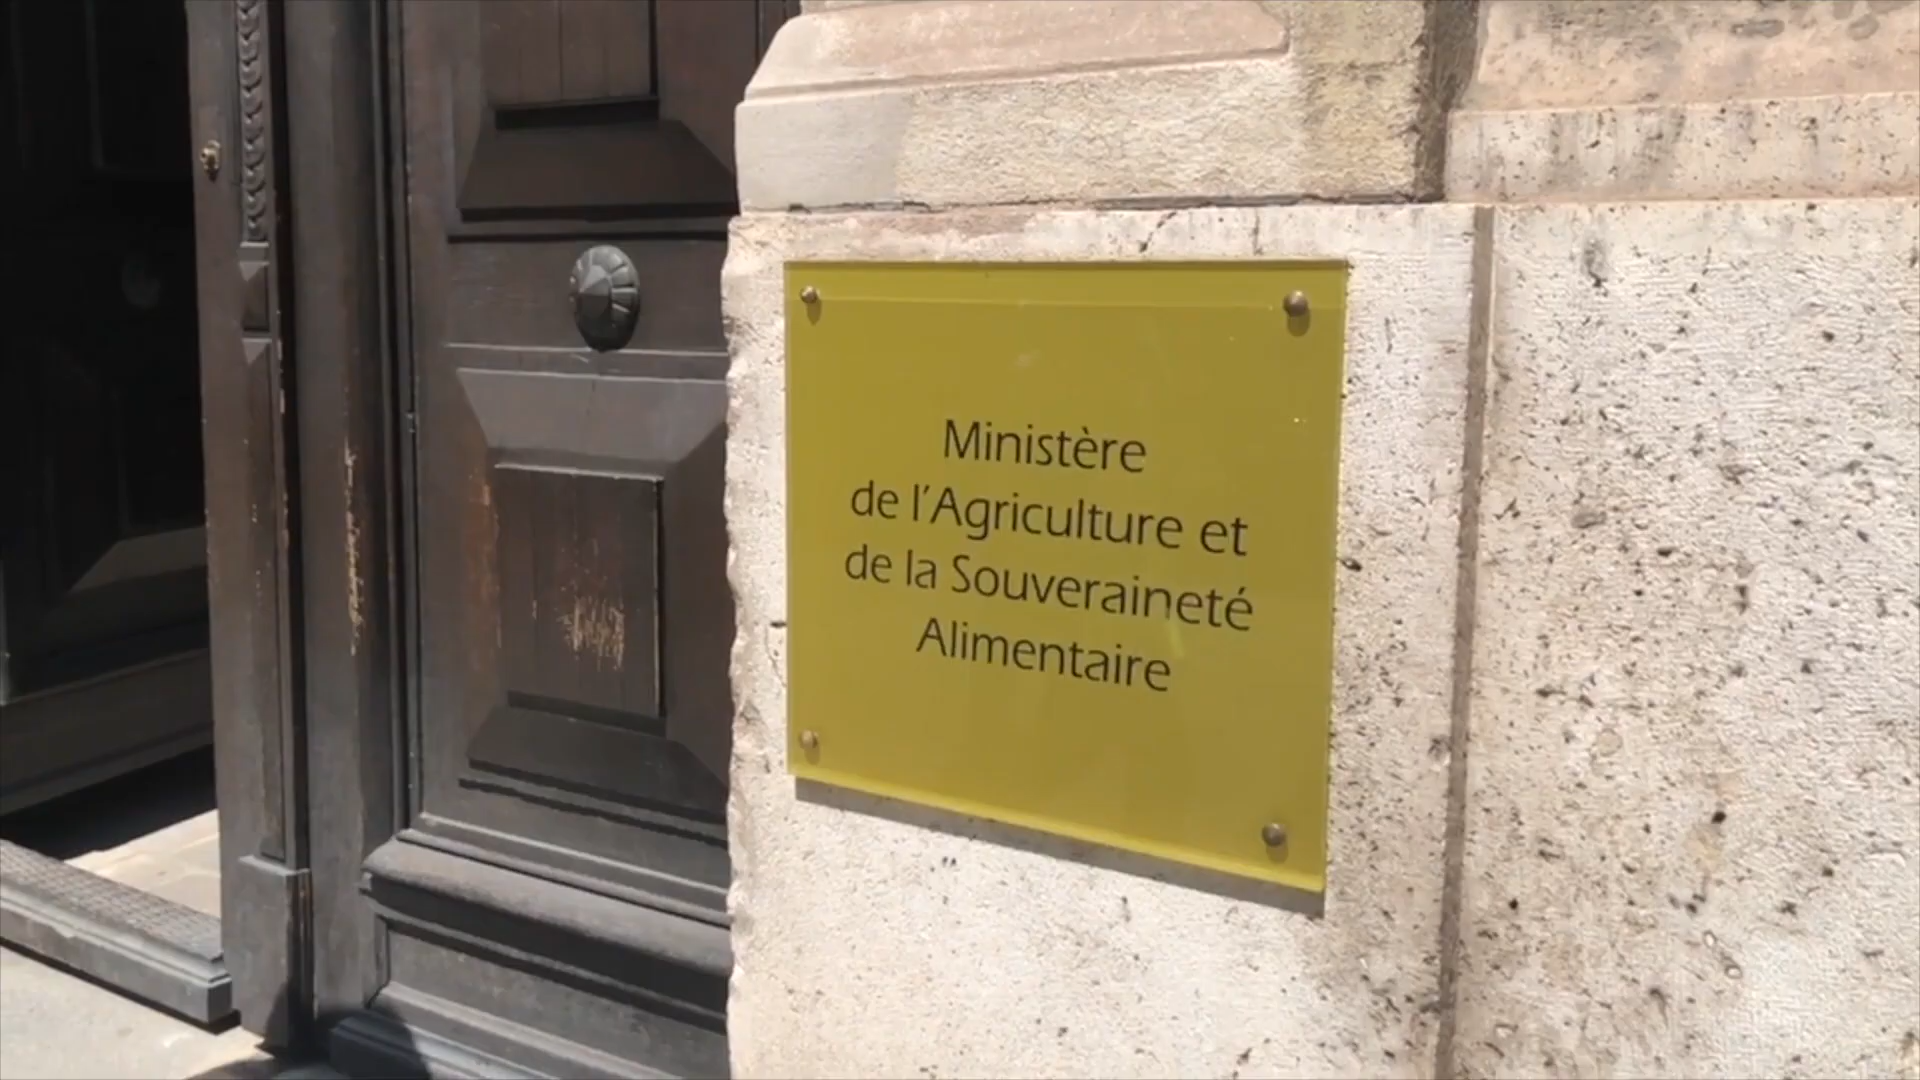 Ministère
de l'Agriculture et
de la Souveraineté
Alimentaire